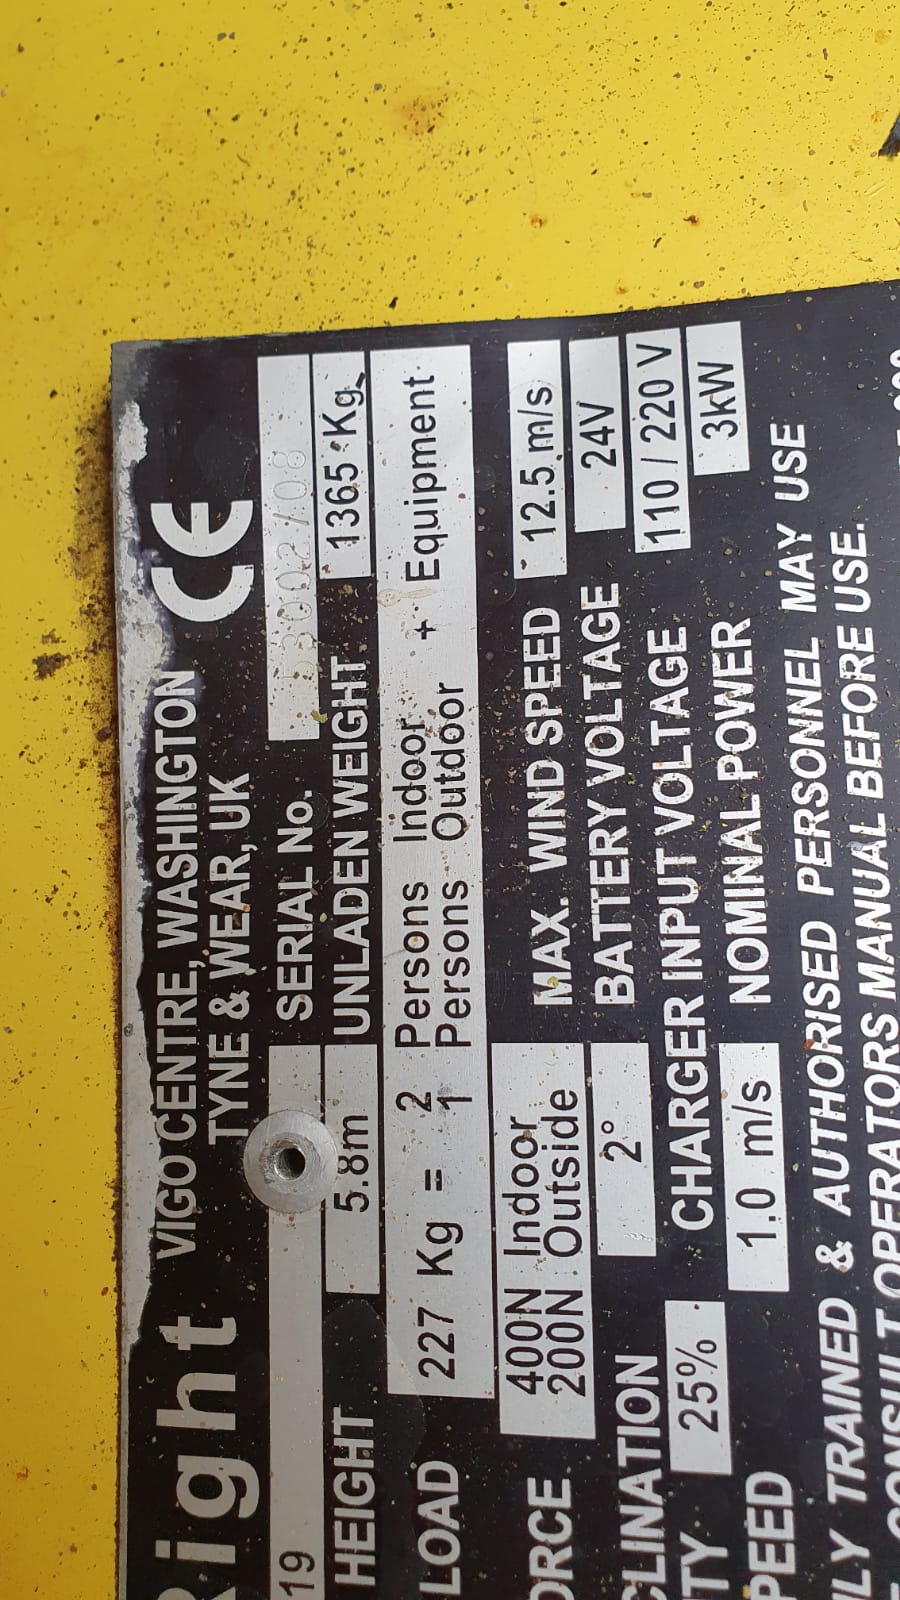 Right VIGO CENTRE, WASHINGTON
TYNE & WEAR, UK CE
19 SERIAL No.
HEIGHT 5.8m UNLADEN WEIGHT 1365 Kg
LOAD 227 Kg = 2 Persons Indoor
1 Persons Outdoor + Equipment
ORCE 400N Indoor
200N Outside MAX. WIND SPEED 12.5 m/s
CLINATION 2° BATTERY VOLTAGE 24V
TY 25% CHARGER INPUT VOLTAGE 110 / 220 V
PEED 1.0 m/s NOMINAL POWER 3kW
LY TRAINED & AUTHORISED PERSONNEL MAY USE
CONSULT OPERATORS MANUAL BEFORE USE.